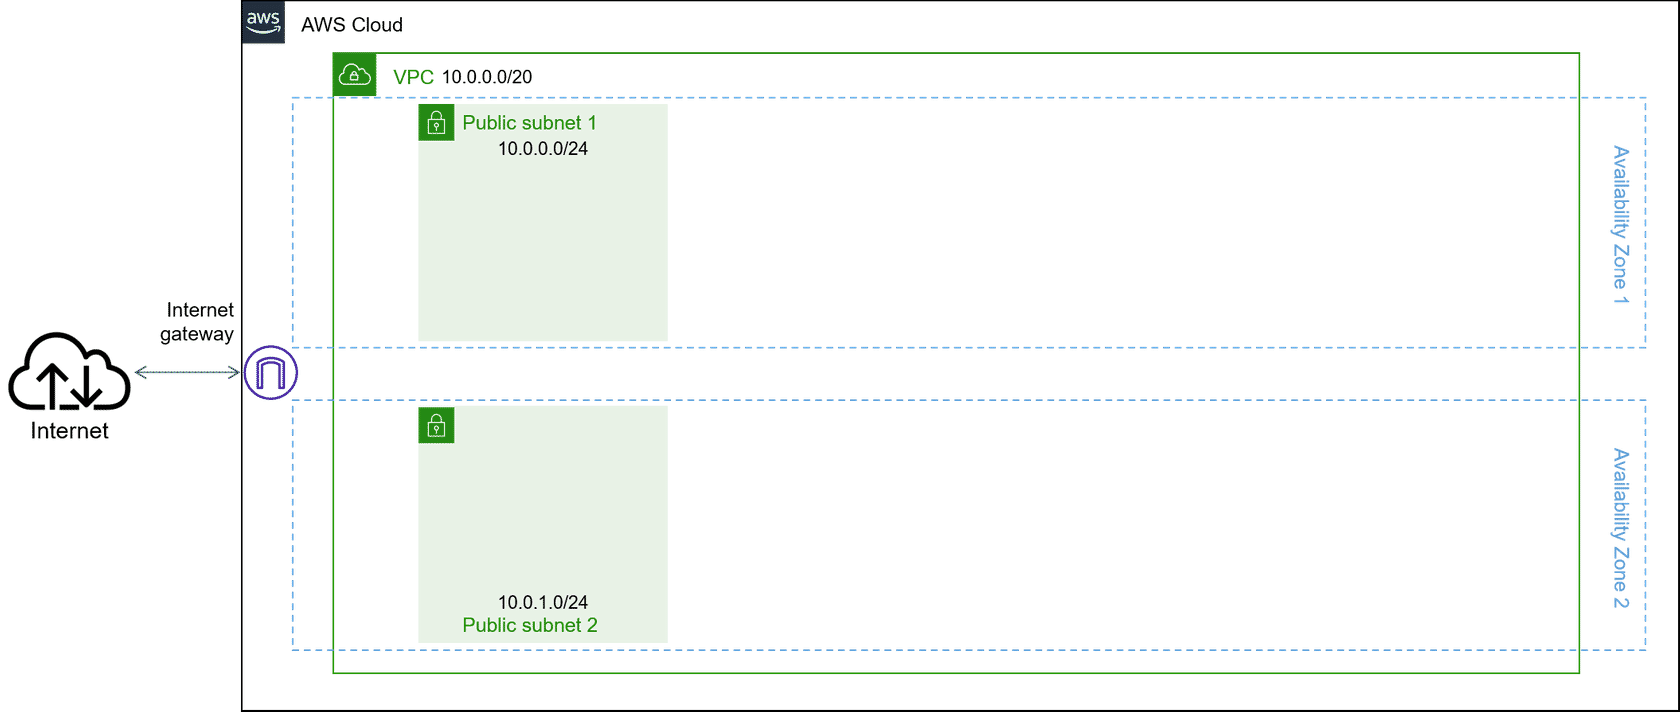 aws
AWS Cloud
VPC 10.0.0.0/20
Public subnet 1
10.0.0.0/24
Availability Zone 1
Internet
gateway
Internet
10.0.1.0/24
Public subnet 2
Availability Zone 2